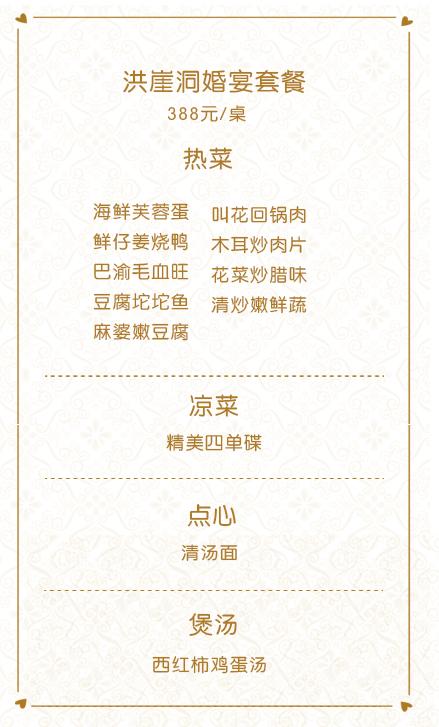 洪崖洞婚宴套餐
388元/桌
热菜
海鲜芙蓉蛋
叫花回锅肉
鲜仔姜烧鸭
木耳炒肉片
巴渝毛血旺
花菜炒腊味
豆腐坨坨鱼
清炒嫩鲜蔬
麻婆嫩豆腐
凉菜
精美四单碟
点心
清汤面
煲汤
西红柿鸡蛋汤